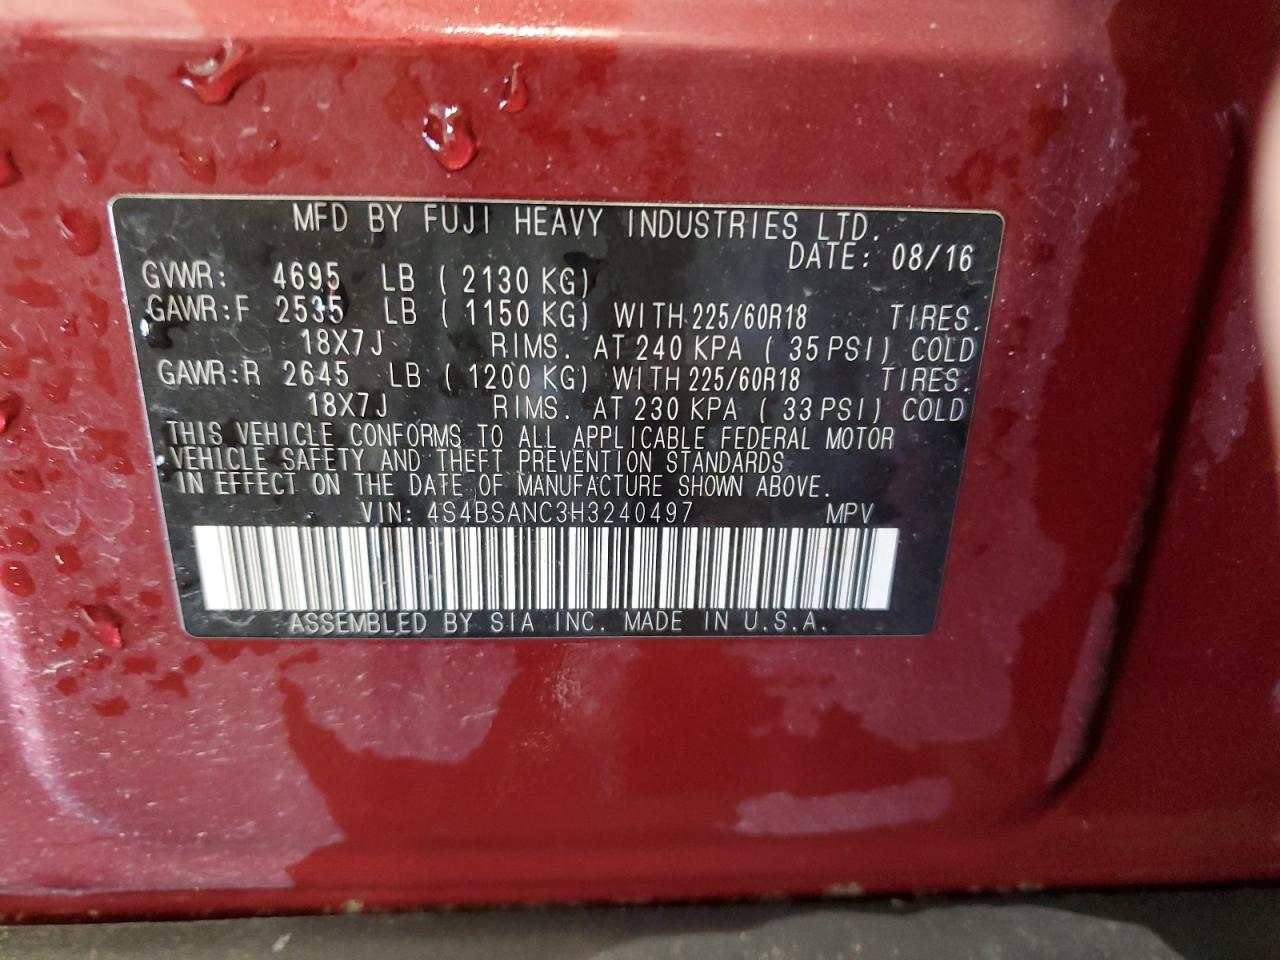 MFD BY FUJI HEAVY INDUSTRIES LTD.
DATE: 08/16
GVWR: 4695 LB ( 2130 KG)
GAWR:F 2535 LB ( 1150 KG) WITH 225/60R18 TIRES.
18X7J RIMS. AT 240 KPA ( 35 PSI) COLD
GAWR:R 2645 LB ( 1200 KG) WITH 225/60R18 TIRES.
18X7J RIMS. AT 230 KPA ( 33 PSI) COLD
THIS VEHICLE CONFORMS TO ALL APPLICABLE FEDERAL MOTOR
VEHICLE SAFETY AND THEFT PREVENTION STANDARDS
IN EFFECT ON THE DATE OF MANUFACTURE SHOWN ABOVE.
VIN: 4S4BSANC3H3240497 MPV
ASSEMBLED BY SIA INC. MADE IN U.S.A.